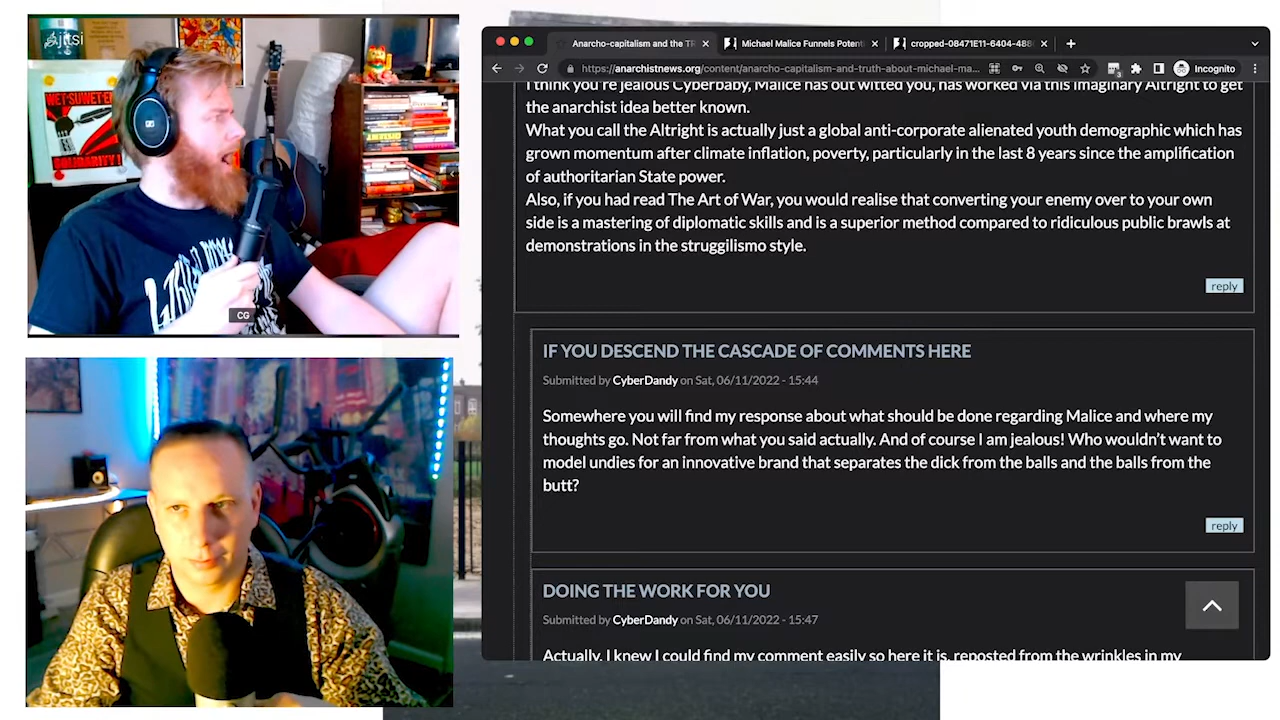 jitsi
WET'SUWET'EN
SOLIDARITY!
CG
Anarcho-capitalism and the TR
Michael Malice Funnels Potent
cropped-08471E11-6404-488
https://anarchistnews.org/content/anarcho-capitalism-and-truth-about-michael-ma...
Incognito
I think you're jealous Cyberbaby, Malice has out witted you, has worked via this imaginary Altright to get
the anarchist idea better known.
What you call the Altright is actually just a global anti-corporate alienated youth demographic which has
grown momentum after climate inflation, poverty, particularly in the last 8 years since the amplification
of authoritarian State power.
Also, if you had read The Art of War, you would realise that converting your enemy over to your own
side is a mastering of diplomatic skills and is a superior method compared to ridiculous public brawls at
demonstrations in the struggilismo style.
reply
IF YOU DESCEND THE CASCADE OF COMMENTS HERE
Submitted by CyberDandy on Sat, 06/11/2022 - 15:44
Somewhere you will find my response about what should be done regarding Malice and where my
thoughts go. Not far from what you said actually. And of course I am jealous! Who wouldn't want to
model undies for an innovative brand that separates the dick from the balls and the balls from the
butt?
reply
DOING THE WORK FOR YOU
Submitted by CyberDandy on Sat, 06/11/2022 - 15:47
Actually, I knew I could find my comment easily so here it is, reposted from the wrinkles in my